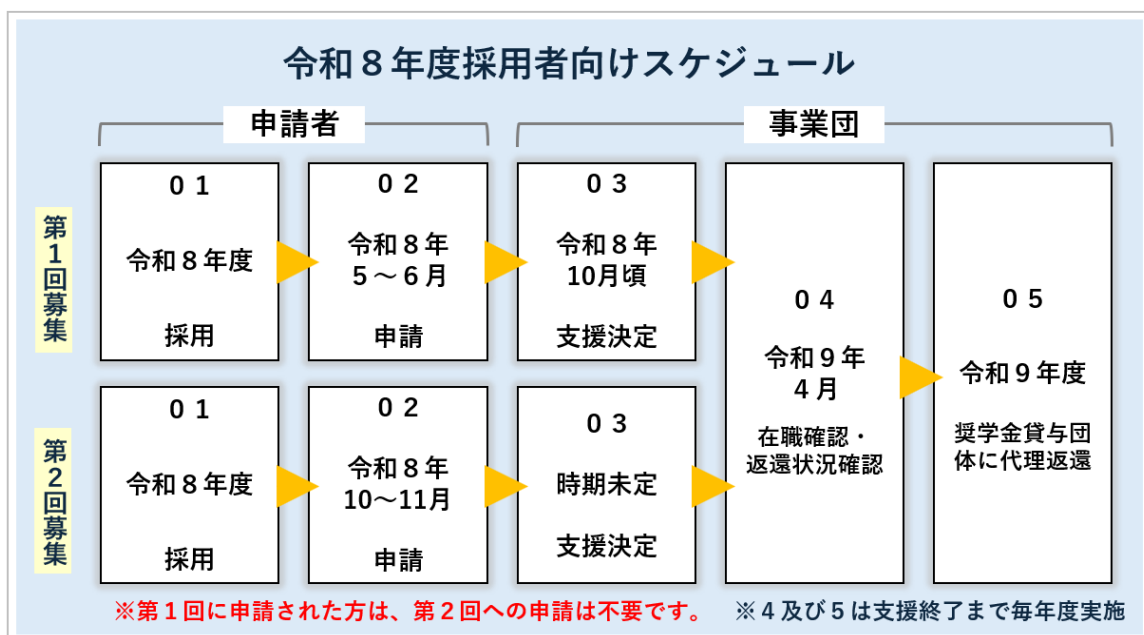 令和８年度採用者向けスケジュール
申請者
事業団
第１回募集
０１
令和８年度
採用
０２
令和８年
５～６月
申請
０３
令和８年
10月頃
支援決定
第２回募集
０１
令和８年度
採用
０２
令和８年
10～11月
申請
０３
時期未定
支援決定
０４
令和９年
４月
在職確認・
返還状況確認
０５
令和９年度
奨学金貸与団
体に代理返還
※第１回に申請された方は、第２回への申請は不要です。
※４及び５は支援終了まで毎年度実施